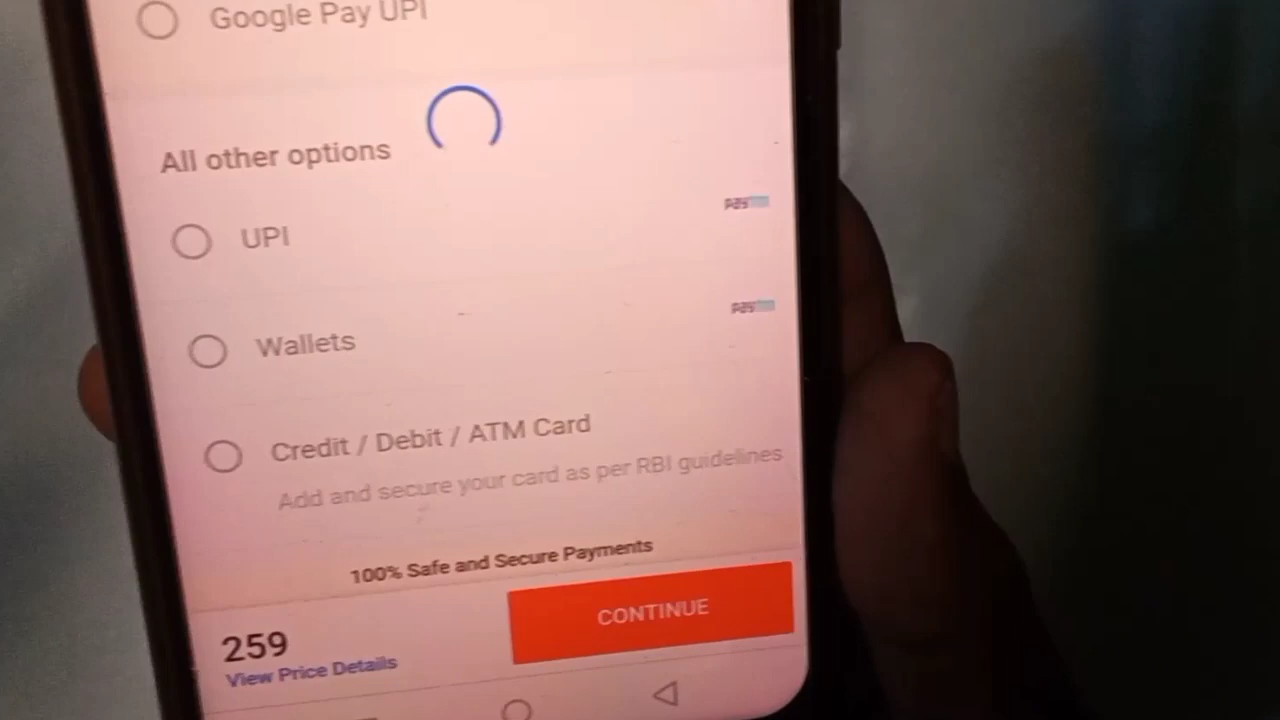 Google Pay UPI
All other options
UPI
Wallets
Credit / Debit / ATM Card
Add and secure your card as per RBI guidelines
100% Safe and Secure Payments
259
CONTINUE
View Price Details